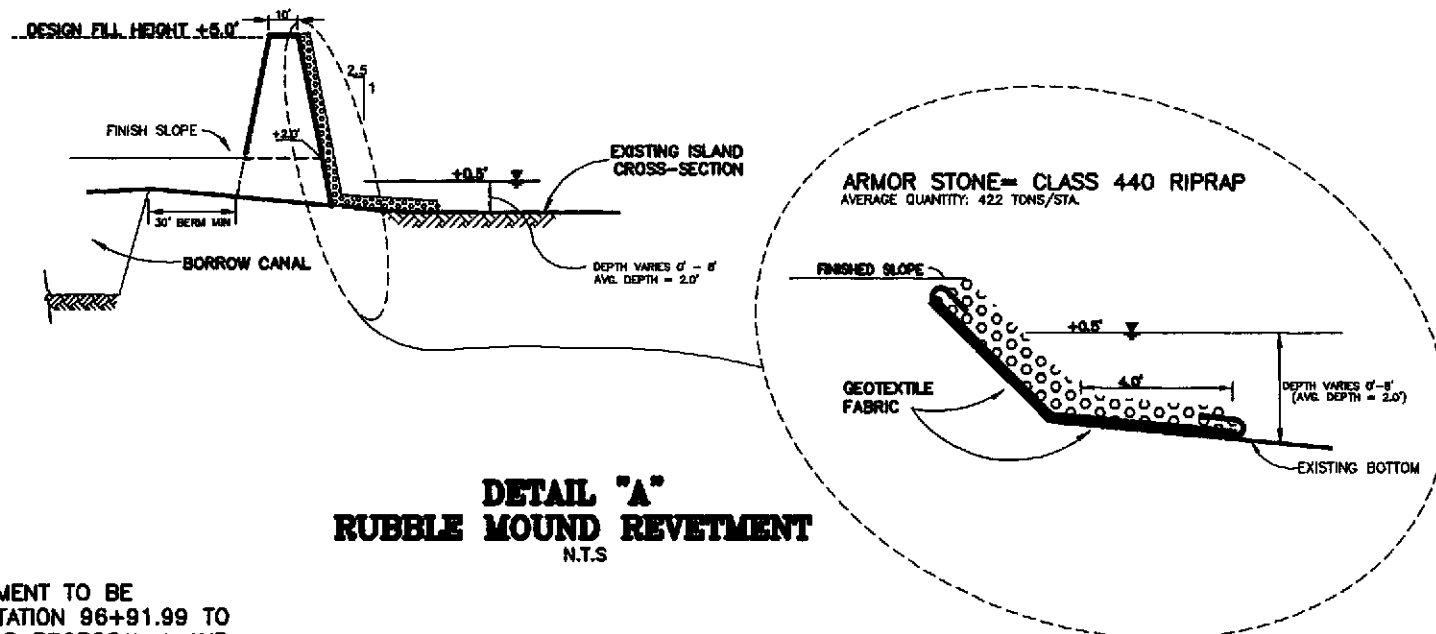 10'
DESIGN FILL HEIGHT +5.0'
2.5
1
FINISH SLOPE
+2.0'
EXISTING ISLAND
CROSS-SECTION
+0.5'
30' BERM MIN
BORROW CANAL
DEPTH VARIES 0' - 8'
AVG. DEPTH = 2.0'
ARMOR STONE= CLASS 440 RIPRAP
AVERAGE QUANTITY: 422 TONS/STA.
FINISHED SLOPE
+0.5'
4.0'
GEOTEXTILE
FABRIC
DEPTH VARIES 0'-8'
(AVG. DEPTH = 2.0')
EXISTING BOTTOM
DETAIL "A"
RUBBLE MOUND REVETMENT
N.T.S
MENT TO BE
TATION 96+91.99 TO